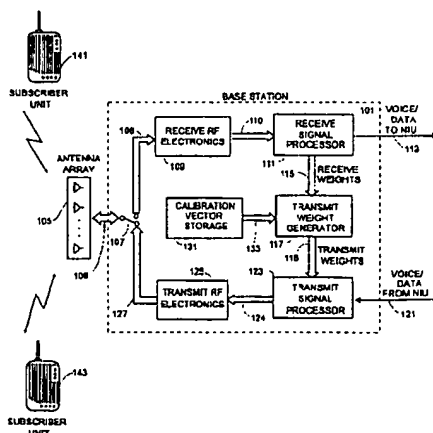 141
SUBSCRIBER
UNIT
BASE STATION
110
101
VOICE/
DATA
TO NIU
RECEIVE RF
ELECTRONICS
RECEIVE
SIGNAL
PROCESSOR
113
ANTENNA
ARRAY
109
111
115
RECEIVE
WEIGHTS
105
107
CALIBRATION
VECTOR
STORAGE
TRANSMIT
WEIGHT
GENERATOR
131
133
117
118
TRANSMIT
WEIGHTS
106
125
123
VOICE/
DATA
FROM NIU
TRANSMIT RF
ELECTRONICS
TRANSMIT
SIGNAL
PROCESSOR
127
124
121
143
SUBSCRIBER
UNIT